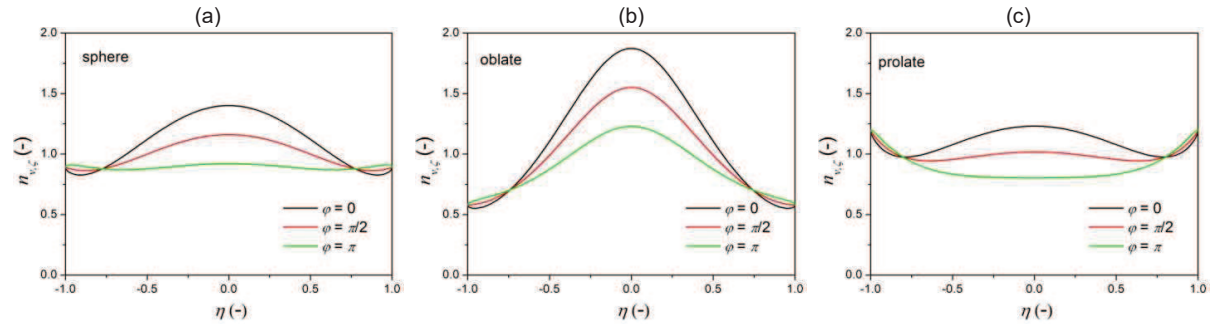 (a)
2.0
1.5
1.0
0.5
0.0
n_{v,ζ} (-)
sphere
φ = 0
φ = π/2
φ = π
-1.0 -0.5 0.0 0.5 1.0
η (-)
(b)
2.0
1.5
1.0
0.5
0.0
n_{v,ζ} (-)
oblate
φ = 0
φ = π/2
φ = π
-1.0 -0.5 0.0 0.5 1.0
η (-)
(c)
2.0
1.5
1.0
0.5
0.0
n_{v,ζ} (-)
prolate
φ = 0
φ = π/2
φ = π
-1.0 -0.5 0.0 0.5 1.0
η (-)